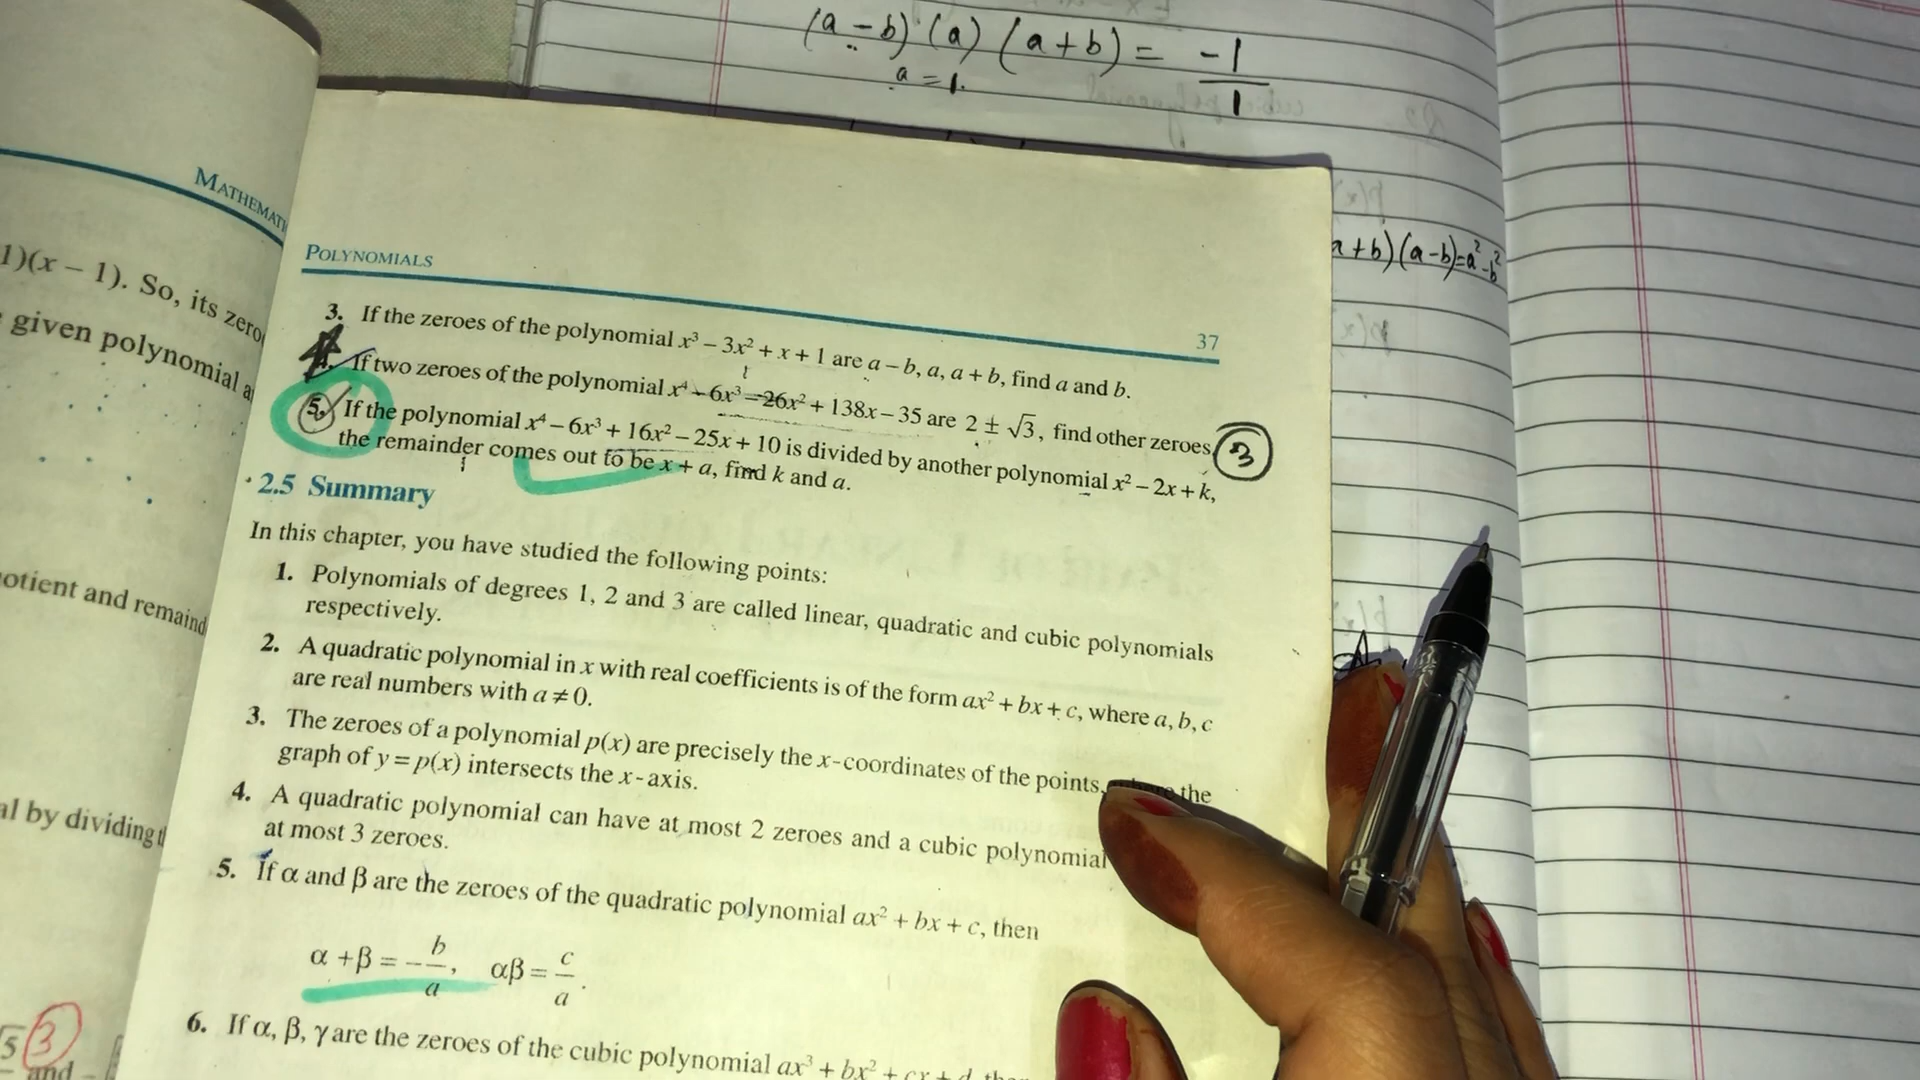 (a - b) (a) (a + b) = -1/1
a = 1.
a + b) (a - b) = a² - b²
MATHEMATI
1)(x – 1). So, its zero
given polynomial a
otient and remaind
al by dividing
5 3
and
POLYNOMIALS
37
3. If the zeroes of the polynomial x³ – 3x² + x + 1 are a – b, a, a + b, find a and b.
4. If two zeroes of the polynomial x⁴ – 6x³ – 26x² + 138x – 35 are 2 ± √3, find other zeroes.
3
5. If the polynomial x⁴ – 6x³ + 16x² – 25x + 10 is divided by another polynomial x² – 2x + k,
the remainder comes out to be x + a, find k and a.
2.5 Summary
In this chapter, you have studied the following points:
1. Polynomials of degrees 1, 2 and 3 are called linear, quadratic and cubic polynomials
respectively.
2. A quadratic polynomial in x with real coefficients is of the form ax² + bx + c, where a, b, c
are real numbers with a ≠ 0.
3. The zeroes of a polynomial p(x) are precisely the x-coordinates of the points, where the
graph of y = p(x) intersects the x-axis.
4. A quadratic polynomial can have at most 2 zeroes and a cubic polynomial
at most 3 zeroes.
5. If α and β are the zeroes of the quadratic polynomial ax² + bx + c, then
α + β = –b/a, αβ = c/a.
6. If α, β, γ are the zeroes of the cubic polynomial ax³ + bx² + cx + d,